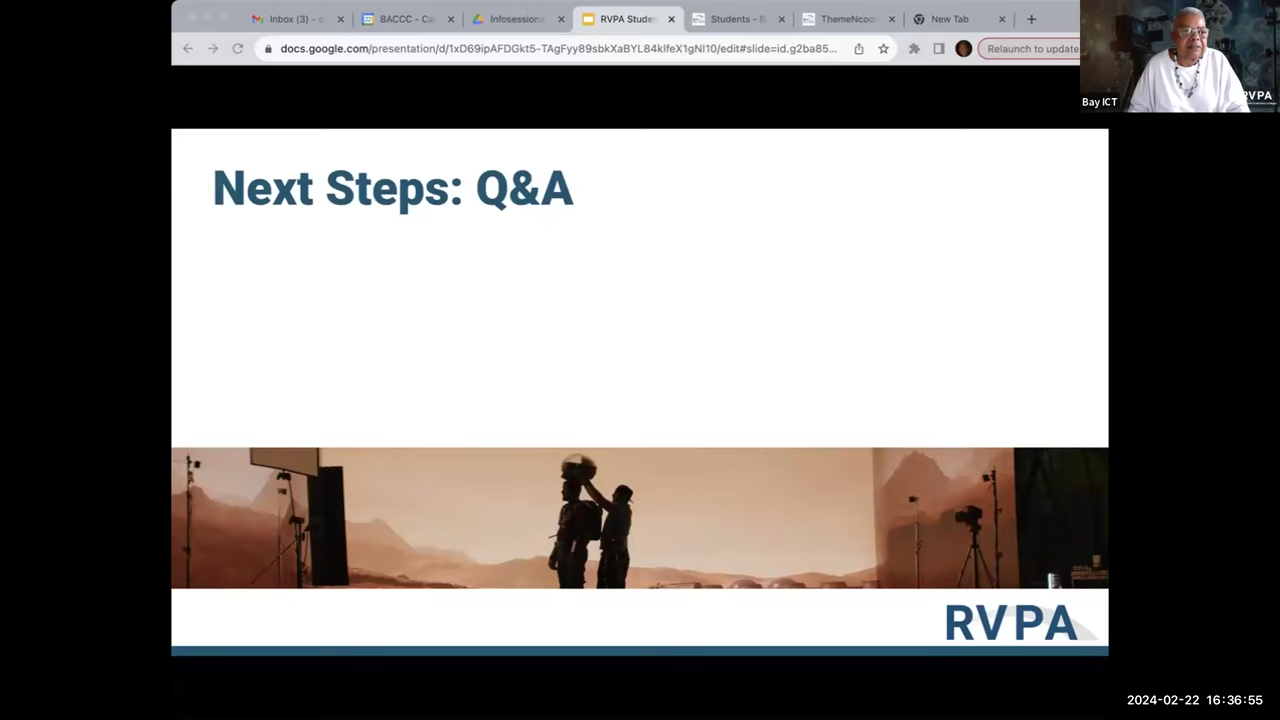 Inbox (3) - o
BACCC - Ca
Infosession
RVPA Studen
Students - B
ThemeNcod
New Tab
docs.google.com/presentation/d/1xD69ipAFDGkt5-TAgFyy89sbkXaBYL84klfeX1gNI10/edit#slide=id.g2ba85...
Relaunch to update
Bay ICT
RVPA
Next Steps: Q&A
RVPA
2024-02-22 16:36:55